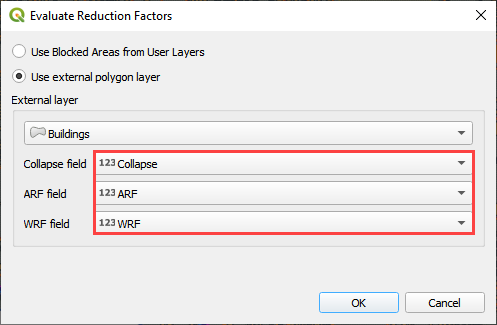 Evaluate Reduction Factors
Use Blocked Areas from User Layers
Use external polygon layer
External layer
Buildings
Collapse field 123 Collapse
ARF field 123 ARF
WRF field 123 WRF
OK Cancel